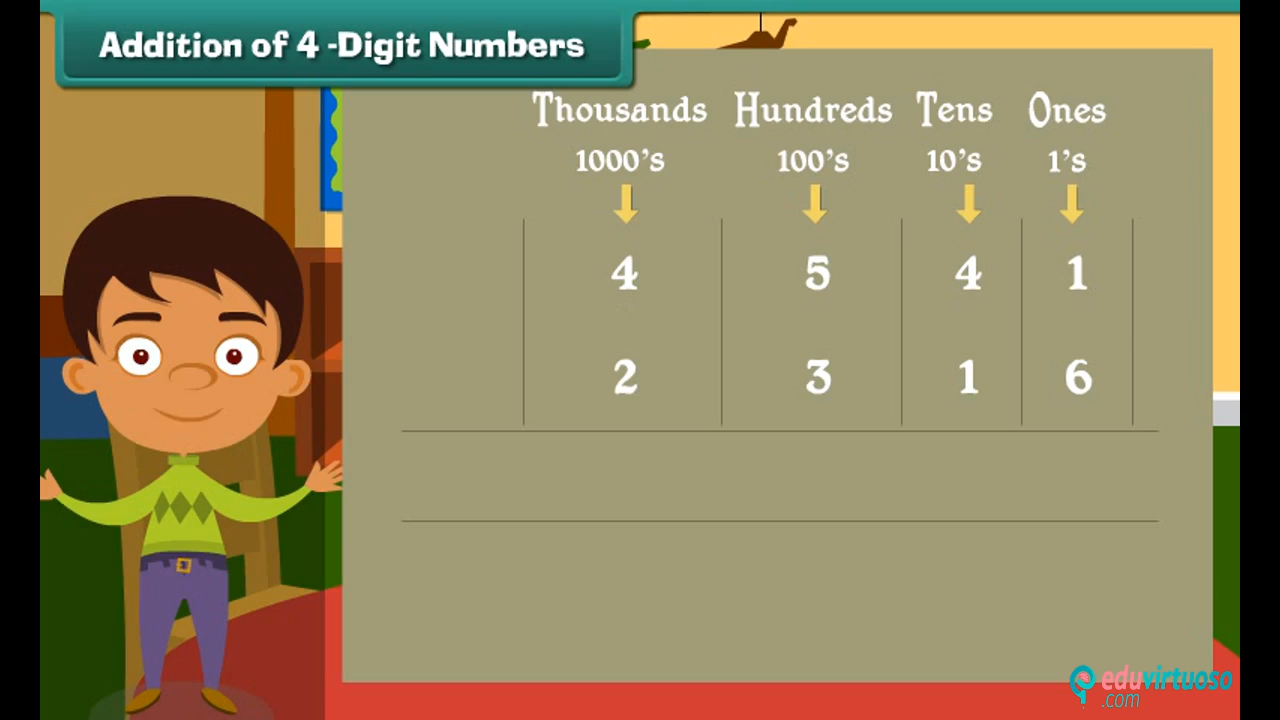 Addition of 4 -Digit Numbers
Thousands Hundreds Tens Ones
1000's 100's 10's 1's
4 5 4 1
2 3 1 6
eduvirtuoso
.com